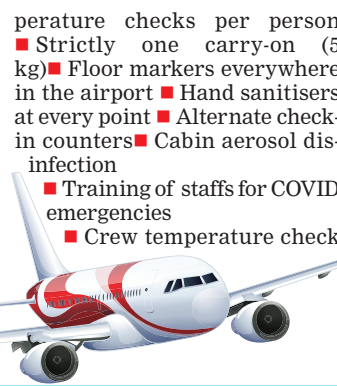 perature checks per person
■ Strictly one carry-on (5
kg)■ Floor markers everywhere
in the airport ■ Hand sanitisers
at every point ■ Alternate check-
in counters■ Cabin aerosol dis-
infection
■ Training of staffs for COVID
emergencies
■ Crew temperature check